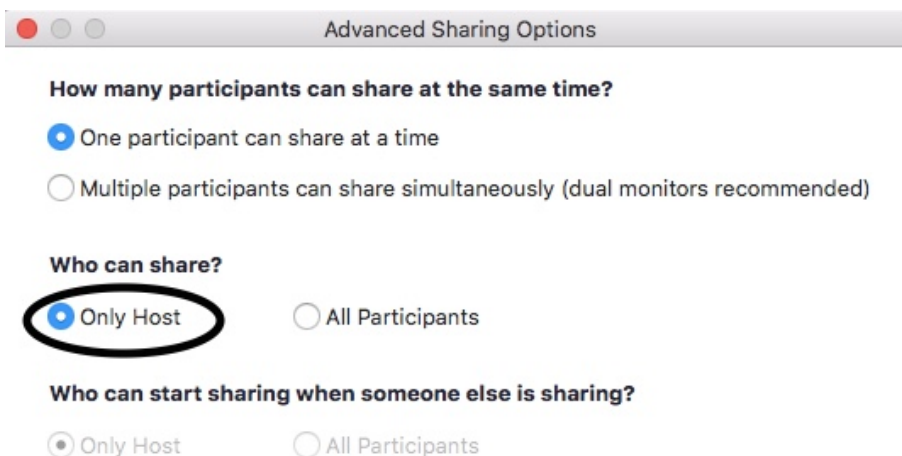 Advanced Sharing Options
How many participants can share at the same time?
One participant can share at a time
Multiple participants can share simultaneously (dual monitors recommended)
Who can share?
Only Host All Participants
Who can start sharing when someone else is sharing?
Only Host All Participants